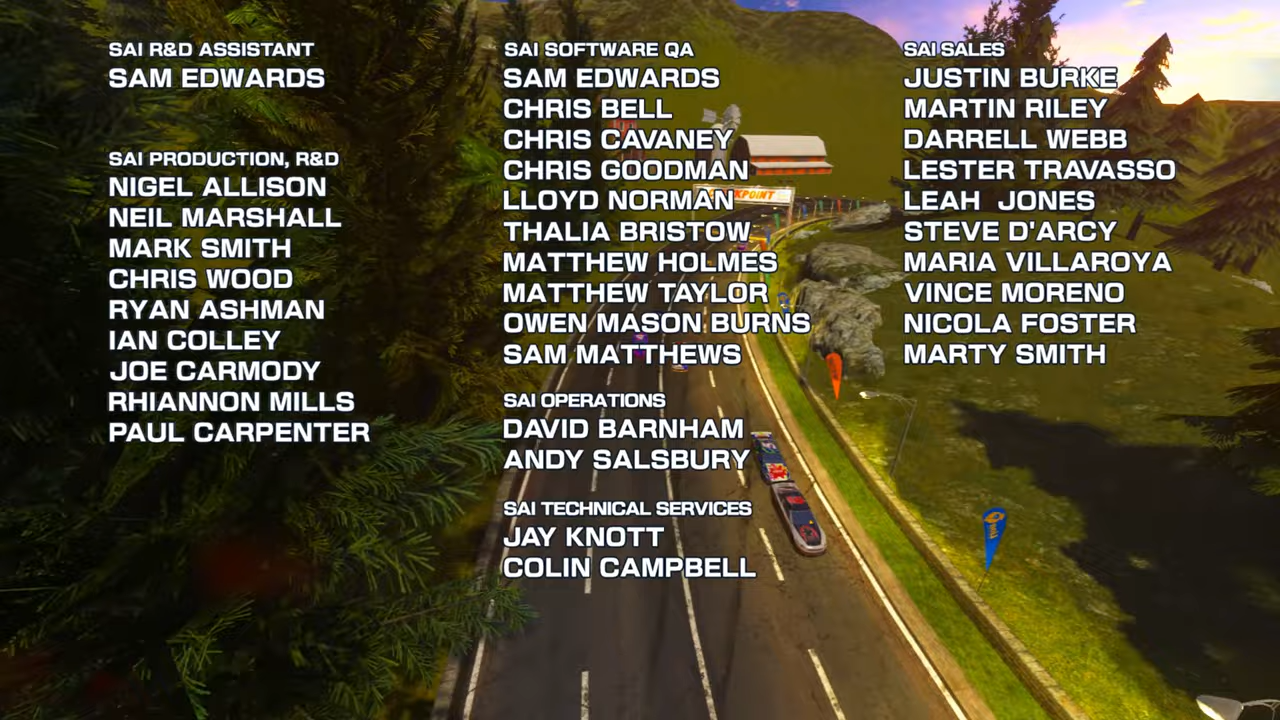 SAI R&D ASSISTANT
SAM EDWARDS
SAI PRODUCTION, R&D
NIGEL ALLISON
NEIL MARSHALL
MARK SMITH
CHRIS WOOD
RYAN ASHMAN
IAN COLLEY
JOE CARMODY
RHIANNON MILLS
PAUL CARPENTER
SAI SOFTWARE QA
SAM EDWARDS
CHRIS BELL
CHRIS CAVANEY
CHRIS GOODMAN
LLOYD NORMAN
THALIA BRISTOW
MATTHEW HOLMES
MATTHEW TAYLOR
OWEN MASON BURNS
SAM MATTHEWS
SAI OPERATIONS
DAVID BARNHAM
ANDY SALSBURY
SAI TECHNICAL SERVICES
JAY KNOTT
COLIN CAMPBELL
SAI SALES
JUSTIN BURKE
MARTIN RILEY
DARRELL WEBB
LESTER TRAVASSO
LEAH  JONES
STEVE D'ARCY
MARIA VILLAROYA
VINCE MORENO
NICOLA FOSTER
MARTY SMITH